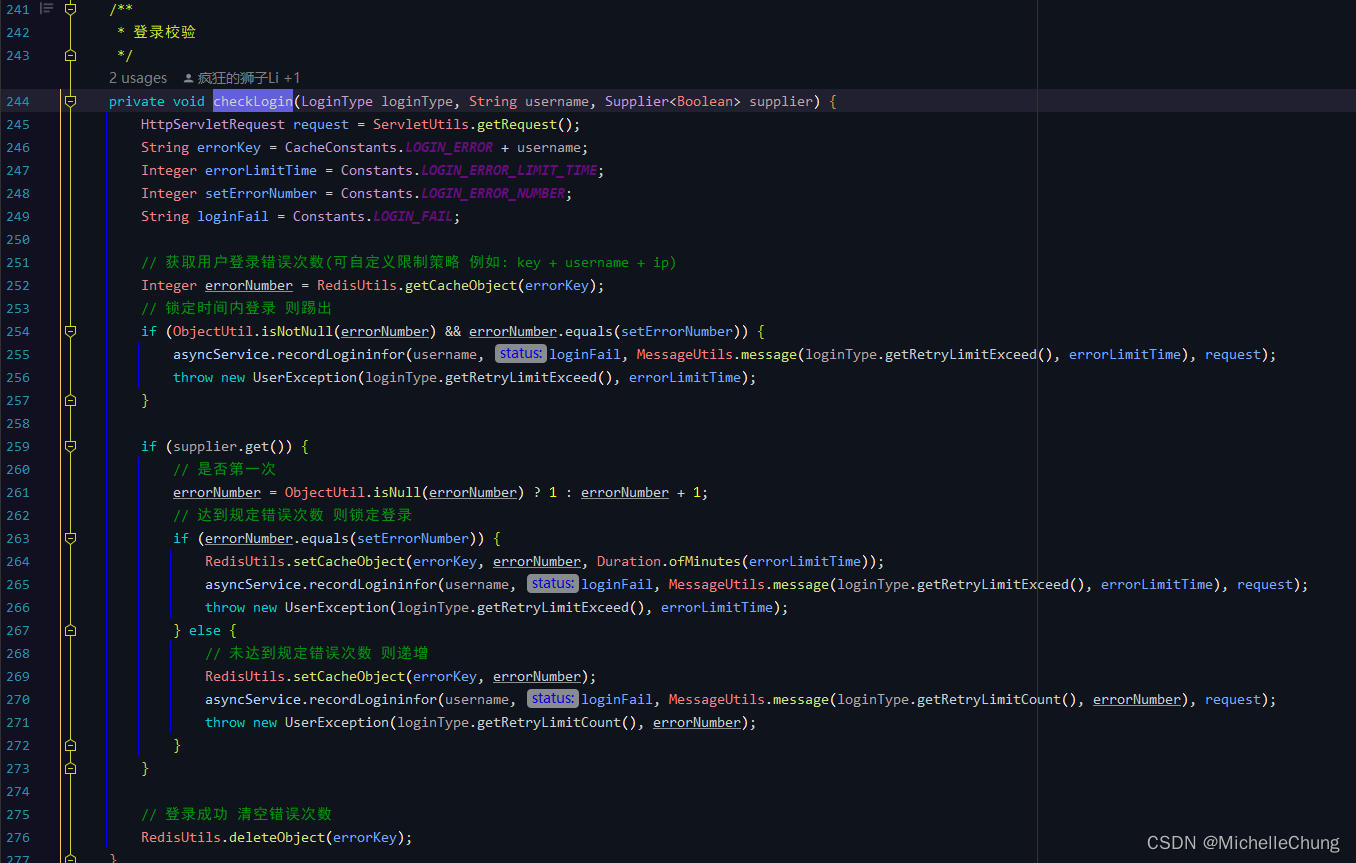 241 /**
242 * 登录校验
243 */
2 usages 疯狂的狮子Li +1
244 private void checkLogin(LoginType loginType, String username, Supplier<Boolean> supplier) {
245 HttpServletRequest request = ServletUtils.getRequest();
246 String errorKey = CacheConstants.LOGIN_ERROR + username;
247 Integer errorLimitTime = Constants.LOGIN_ERROR_LIMIT_TIME;
248 Integer setErrorNumber = Constants.LOGIN_ERROR_NUMBER;
249 String loginFail = Constants.LOGIN_FAIL;
250
251 // 获取用户登录错误次数(可自定义限制策略 例如: key + username + ip)
252 Integer errorNumber = RedisUtils.getCacheObject(errorKey);
253 // 锁定时间内登录 则踢出
254 if (ObjectUtil.isNotNull(errorNumber) && errorNumber.equals(setErrorNumber)) {
255 asyncService.recordLogininfor(username, status: loginFail, MessageUtils.message(loginType.getRetryLimitExceed(), errorLimitTime), request);
256 throw new UserException(loginType.getRetryLimitExceed(), errorLimitTime);
257 }
258
259 if (supplier.get()) {
260 // 是否第一次
261 errorNumber = ObjectUtil.isNull(errorNumber) ? 1 : errorNumber + 1;
262 // 达到规定错误次数 则锁定登录
263 if (errorNumber.equals(setErrorNumber)) {
264 RedisUtils.setCacheObject(errorKey, errorNumber, Duration.ofMinutes(errorLimitTime));
265 asyncService.recordLogininfor(username, status: loginFail, MessageUtils.message(loginType.getRetryLimitExceed(), errorLimitTime), request);
266 throw new UserException(loginType.getRetryLimitExceed(), errorLimitTime);
267 } else {
268 // 未达到规定错误次数 则递增
269 RedisUtils.setCacheObject(errorKey, errorNumber);
270 asyncService.recordLogininfor(username, status: loginFail, MessageUtils.message(loginType.getRetryLimitCount(), errorNumber), request);
271 throw new UserException(loginType.getRetryLimitCount(), errorNumber);
272 }
273 }
274
275 // 登录成功 清空错误次数
276 RedisUtils.deleteObject(errorKey);
277 }
CSDN @MichelleChung